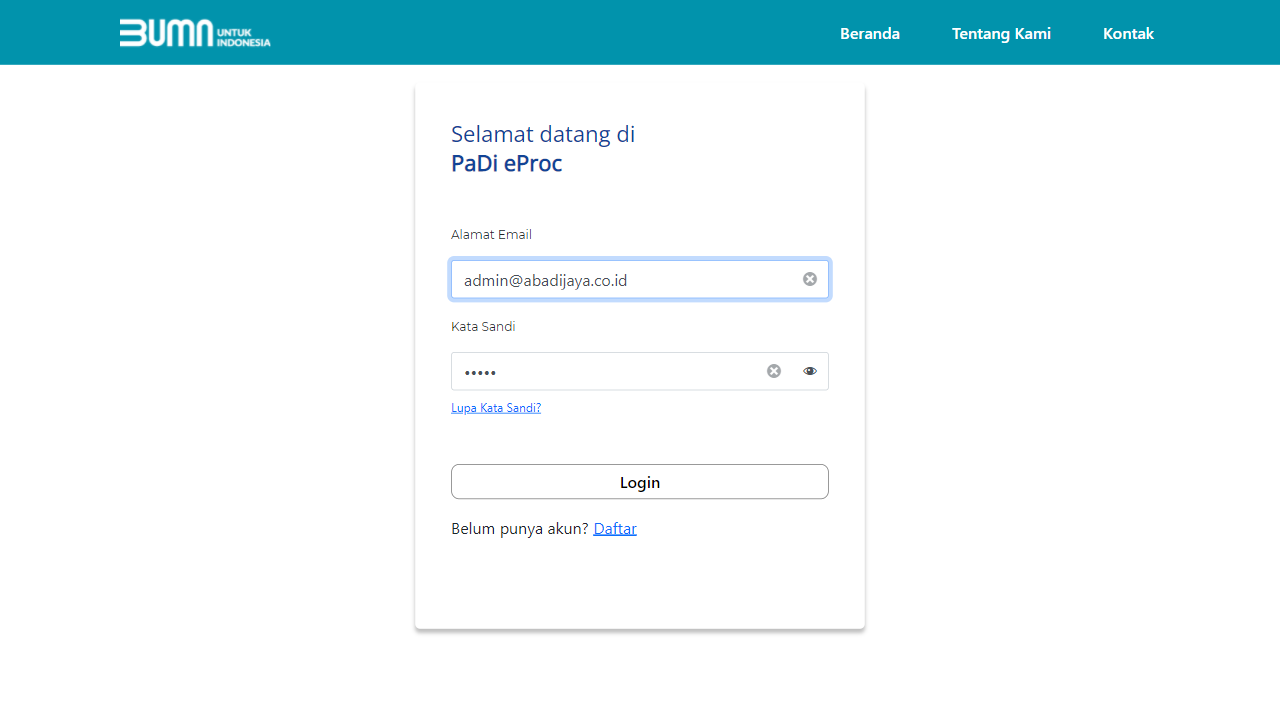 BUMN UNTUK INDONESIA
Beranda
Tentang Kami
Kontak
Selamat datang di
PaDi eProc
Alamat Email
admin@abadijaya.co.id
Kata Sandi
•••••
Lupa Kata Sandi?
Login
Belum punya akun? Daftar